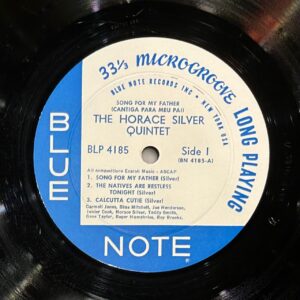 33⅓ MICROGROOVE LONG PLAYING
BLUE NOTE RECORDS INC • NEW YORK USA
SONG FOR MY FATHER
(CANTIGA PARA MEU PAI)
THE HORACE SILVER
QUINTET
BLP 4185
Side 1
(BN 4185-A)
All compositions Ecaroh Music - ASCAP
1. SONG FOR MY FATHER (Silver)
2. THE NATIVES ARE RESTLESS
TONIGHT (Silver)
3. CALCUTTA CUTIE (Silver)
Carmell Jones, Blue Mitchell, Joe Henderson,
Junior Cook, Horace Silver, Teddy Smith,
Gene Taylor, Roger Humphries, Roy Brooks
BLUE
NOTE